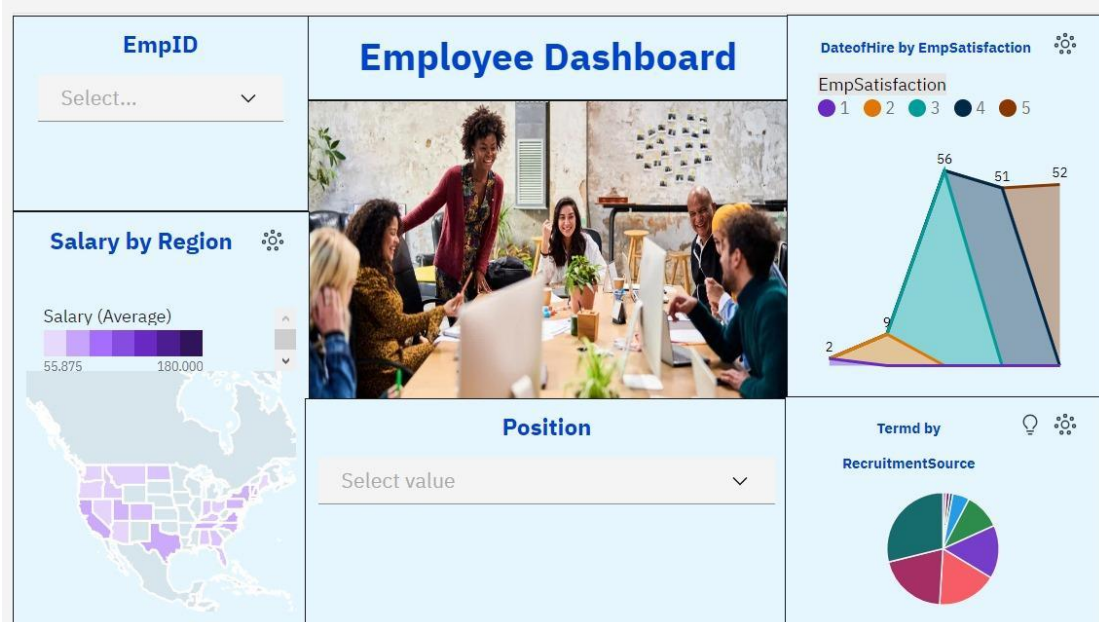 EmpID
Select...
Employee Dashboard
DateofHire by EmpSatisfaction
EmpSatisfaction
1 2 3 4 5
2
9
56
51
52
Salary by Region
Salary (Average)
55.875 180.000
Position
Select value
Termd by
RecruitmentSource